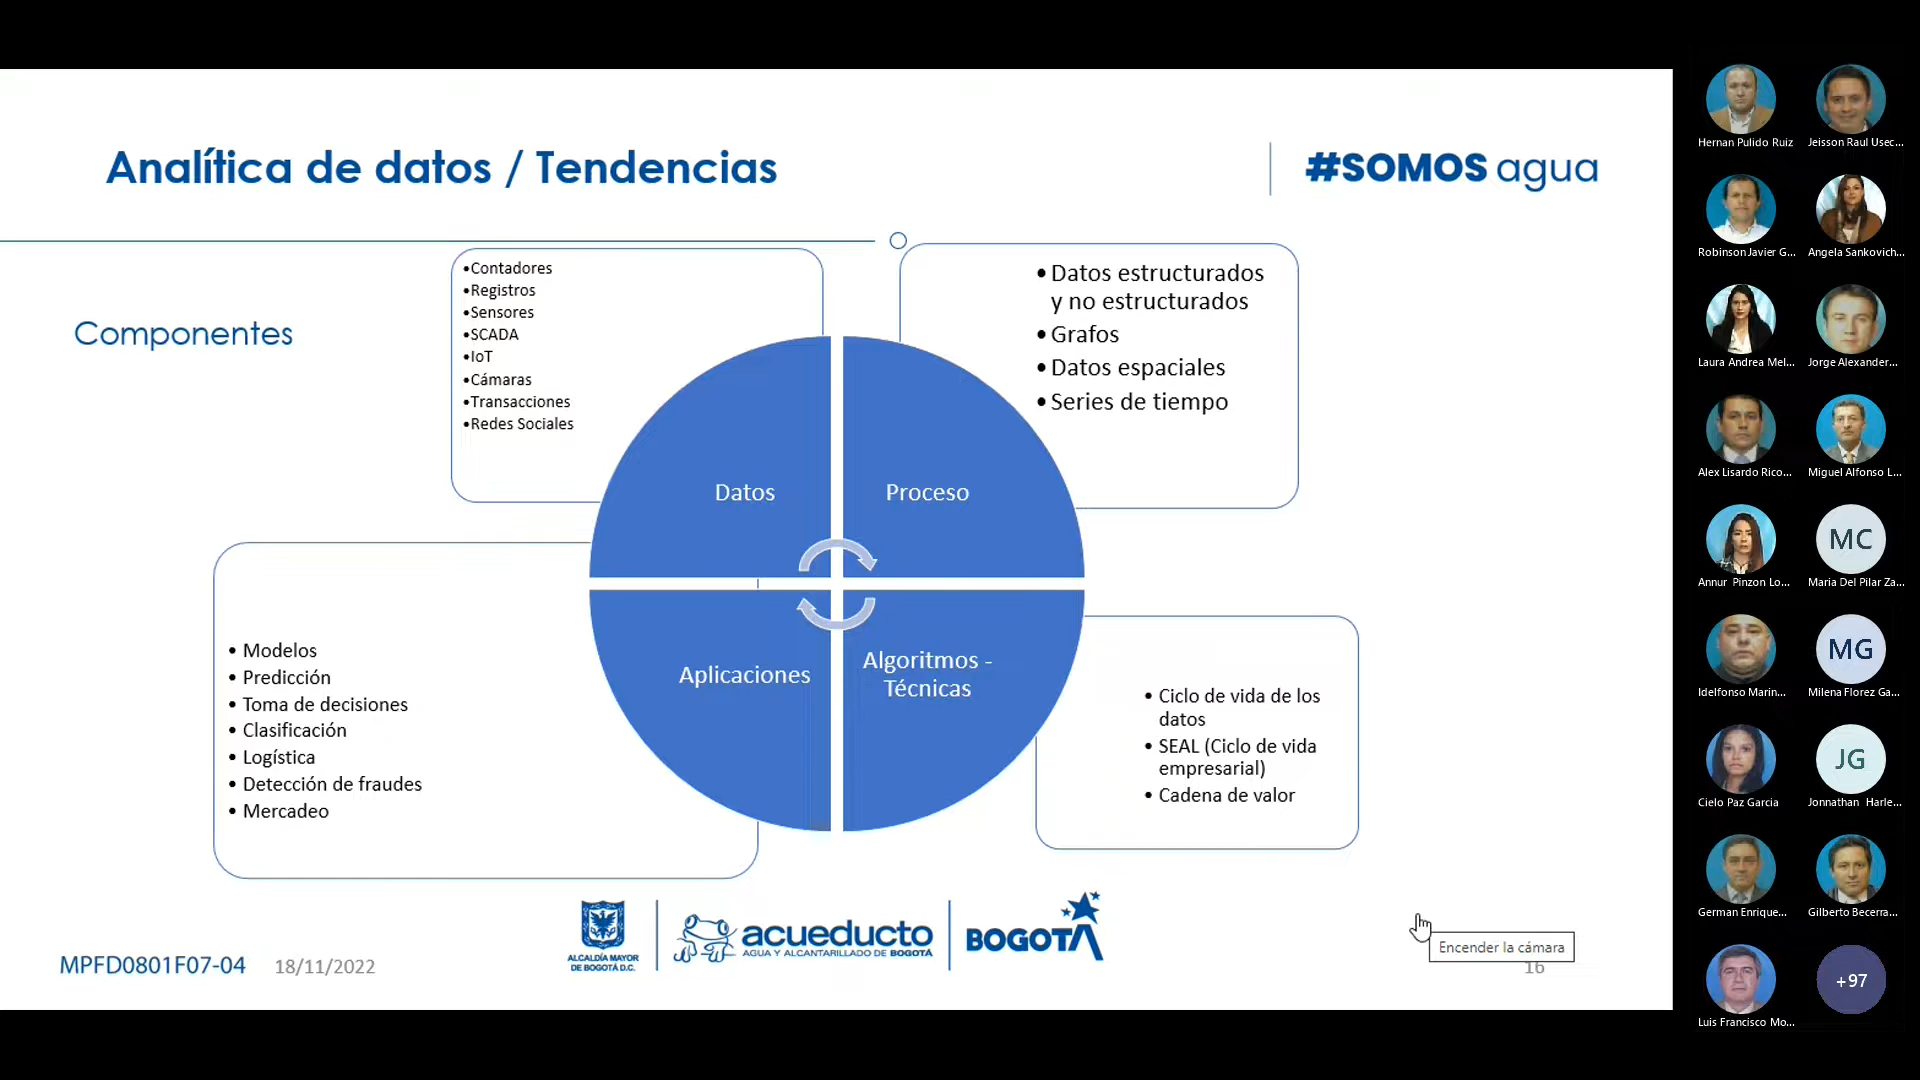 Analítica de datos / Tendencias
#SOMOS agua
Componentes
•Contadores
•Registros
•Sensores
•SCADA
•IoT
•Cámaras
•Transacciones
•Redes Sociales
• Datos estructurados
y no estructurados
• Grafos
• Datos espaciales
• Series de tiempo
Datos
Proceso
Aplicaciones
Algoritmos -
Técnicas
• Modelos
• Predicción
• Toma de decisiones
• Clasificación
• Logística
• Detección de fraudes
• Mercadeo
• Ciclo de vida de los
datos
• SEAL (Ciclo de vida
empresarial)
• Cadena de valor
MPFD0801F07-04
18/11/2022
ALCALDÍA MAYOR
DE BOGOTÁ D.C.
acueducto
AGUA Y ALCANTARILLADO DE BOGOTÁ
BOGOTÁ
Encender la cámara
16
Hernan Pulido Ruiz
Jeisson Raul Usec...
Robinson Javier G...
Angela Sankovich...
Laura Andrea Mel...
Jorge Alexander...
Alex Lisardo Rico...
Miguel Alfonso L...
Annur Pinzon Lo...
MC
Maria Del Pilar Za...
Idelfonso Marin...
MG
Milena Florez Ga...
Cielo Paz Garcia
JG
Jonnathan Harle...
German Enrique...
Gilberto Becerra...
Luis Francisco Mo...
+97